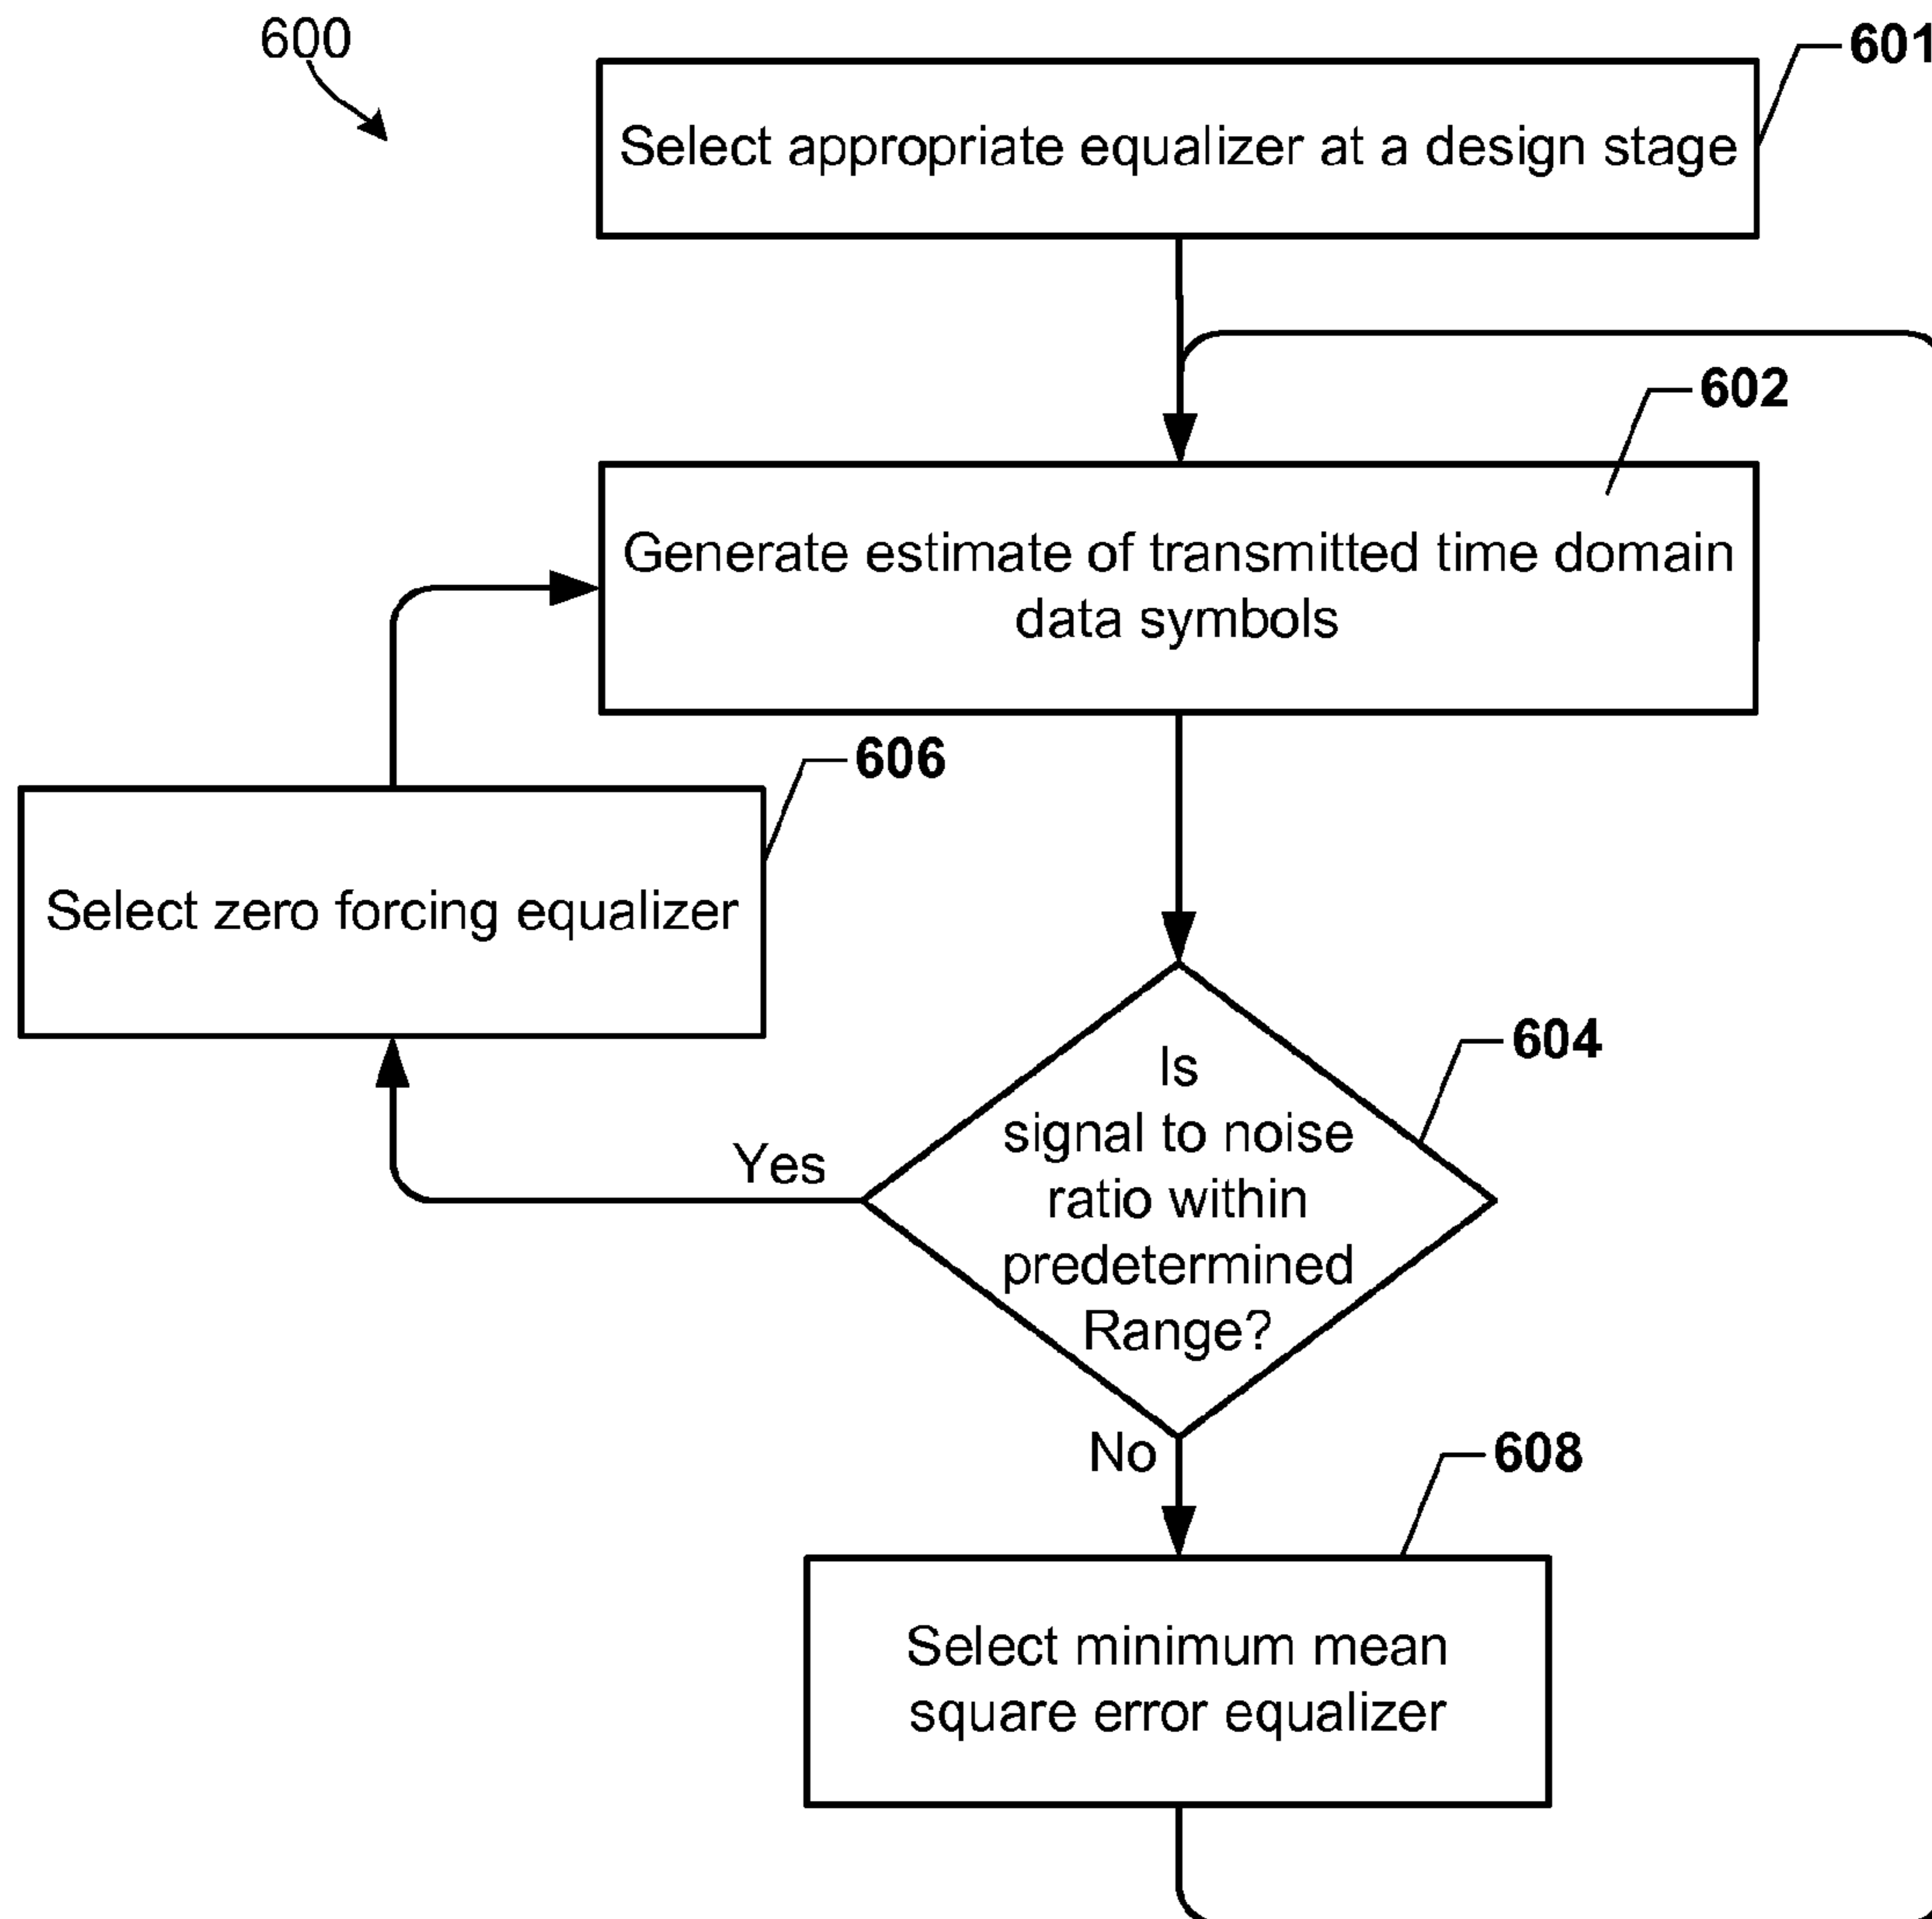 600
601
Select appropriate equalizer at a design stage
602
Generate estimate of transmitted time domain
data symbols
606
Select zero forcing equalizer
604
Is
signal to noise
ratio within
predetermined
Range?
Yes
No
608
Select minimum mean
square error equalizer